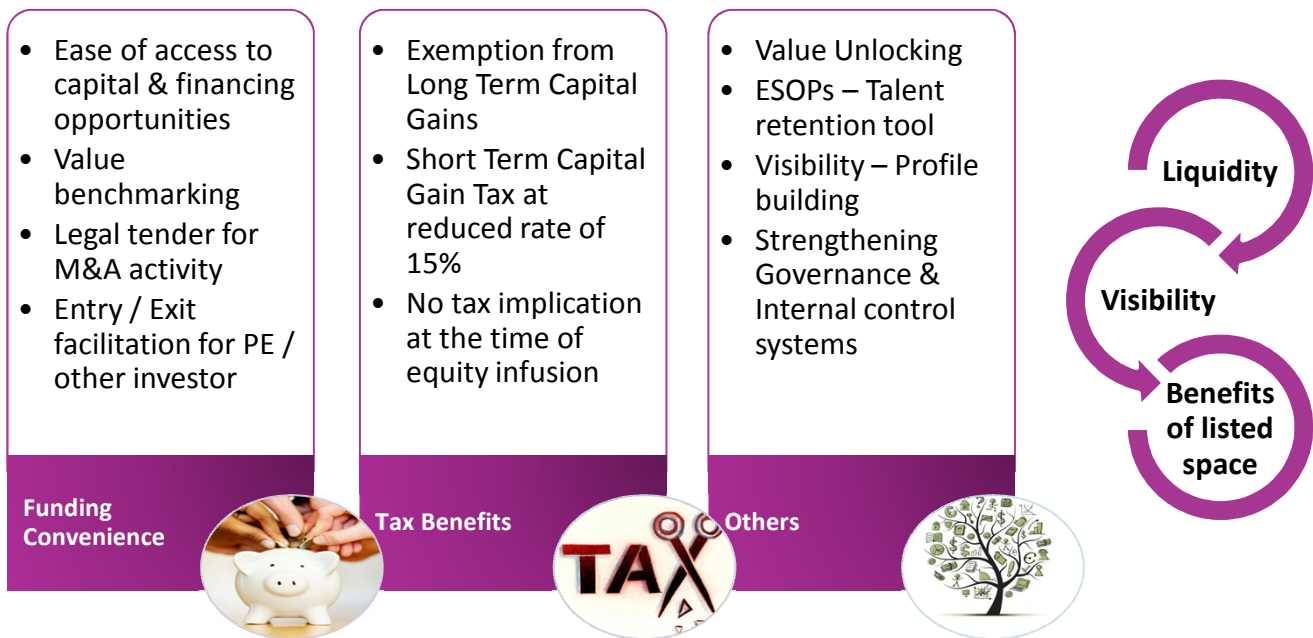 • Ease of access to
capital & financing
opportunities
• Value
benchmarking
• Legal tender for
M&A activity
• Entry / Exit
facilitation for PE /
other investor
Funding
Convenience
• Exemption from
Long Term Capital
Gains
• Short Term Capital
Gain Tax at
reduced rate of
15%
• No tax implication
at the time of
equity infusion
Tax Benefits
TAX
• Value Unlocking
• ESOPs – Talent
retention tool
• Visibility – Profile
building
• Strengthening
Governance &
Internal control
systems
Others
Liquidity
Visibility
Benefits
of listed
space